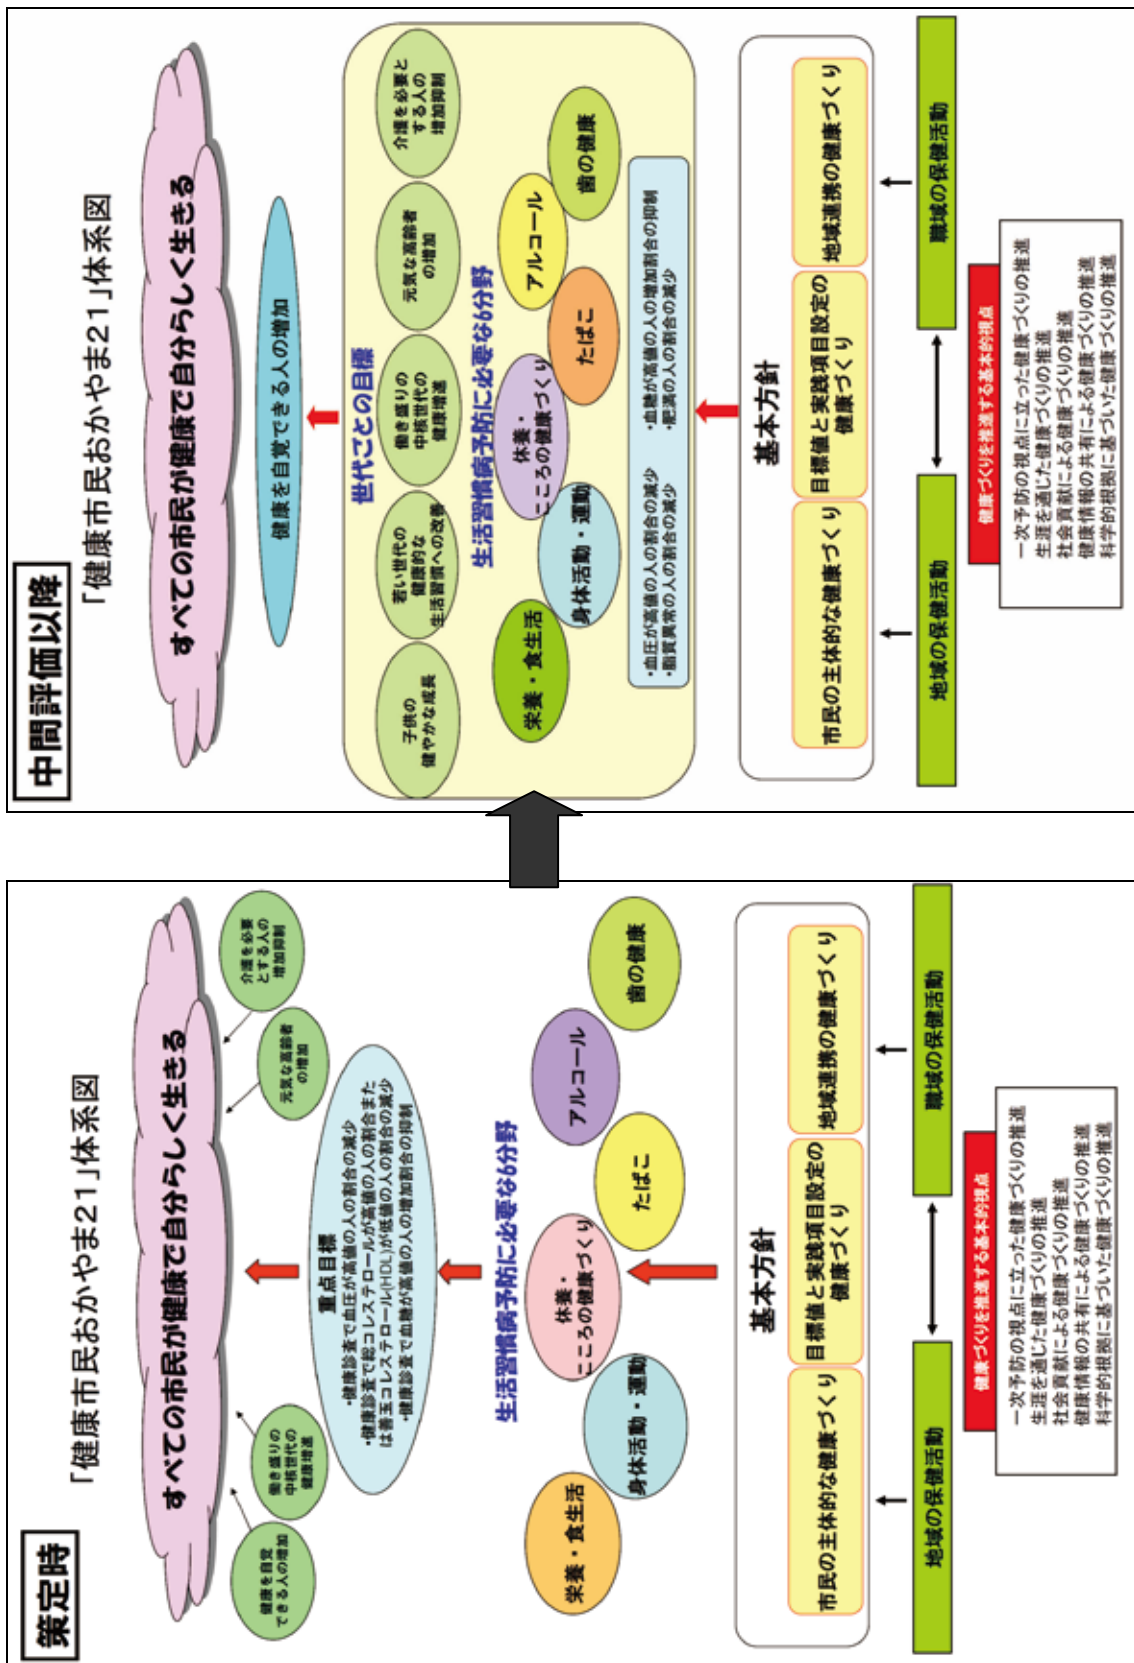 策定時
「健康市民おかやま21」体系図
すべての市民が健康で自分らしく生きる
健康を自覚
できる人の増加
働き盛りの
中核世代の
健康増進
元気な高齢者
の増加
介護を必要
とする人の
増加抑制
重点目標
・健康診査で血圧が高値の人の割合の減少
・健康診査で総コレステロールが高値の人の割合また
は善玉コレステロール(HDL)が低値の人の割合の減少
・健康診査で血糖が高値の人の増加割合の抑制
生活習慣病予防に必要な6分野
栄養・食生活
身体活動・運動
休養・
こころの健康づくり
たばこ
アルコール
歯の健康
基本方針
市民の主体的な健康づくり
目標値と実践項目設定の
健康づくり
地域連携の健康づくり
地域の保健活動
職域の保健活動
健康づくりを推進する基本的視点
一次予防の視点に立った健康づくりの推進
生涯を通じた健康づくりの推進
社会貢献による健康づくりの推進
健康情報の共有による健康づくりの推進
科学的根拠に基づいた健康づくりの推進
中間評価以降
「健康市民おかやま21」体系図
すべての市民が健康で自分らしく生きる
健康を自覚できる人の増加
世代ごとの目標
子供の
健やかな成長
若い世代の
健康的な
生活習慣への改善
働き盛りの
中核世代の
健康増進
元気な高齢者
の増加
介護を必要と
する人の
増加抑制
生活習慣病予防に必要な6分野
栄養・食生活
身体活動・運動
休養・
こころの健康づくり
たばこ
アルコール
歯の健康
・血圧が高値の人の割合の減少
・脂質異常の人の割合の減少
・血糖が高値の人の増加割合の抑制
・肥満の人の割合の減少
基本方針
市民の主体的な健康づくり
目標値と実践項目設定の
健康づくり
地域連携の健康づくり
地域の保健活動
職域の保健活動
健康づくりを推進する基本的視点
一次予防の視点に立った健康づくりの推進
生涯を通じた健康づくりの推進
社会貢献による健康づくりの推進
健康情報の共有による健康づくりの推進
科学的根拠に基づいた健康づくりの推進